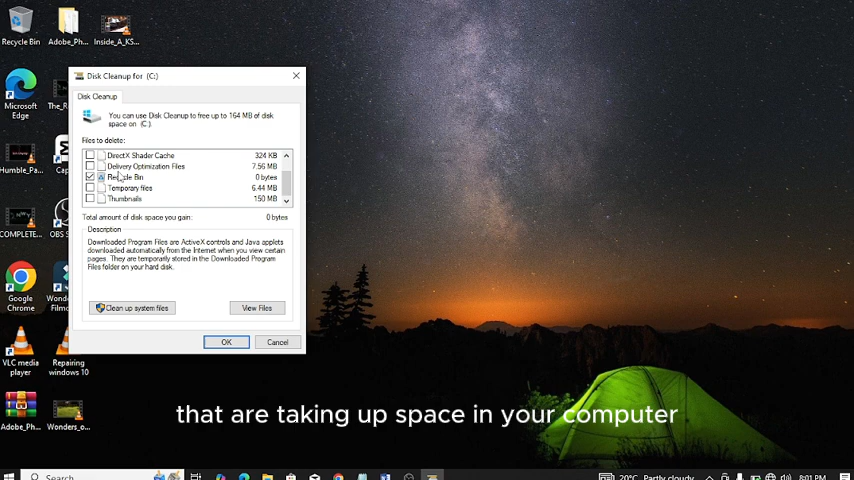 Recycle Bin
Adobe_Ph...
Inside_A_KS...
Microsoft
Edge
The_R
Humble_Pa...
Cap
COMPLETE...
OBS S
Google
Chrome
Wonde
VLC media
player
Repairing
windows 10
Adobe_Ph...
Wonders_o...
Disk Cleanup for (C:)
Disk Cleanup
You can use Disk Cleanup to free up to 164 MB of disk
space on (C:).
Files to delete:
DirectX Shader Cache 324 KB
Delivery Optimization Files 7.56 MB
Recycle Bin 0 bytes
Temporary files 6.44 MB
Thumbnails 150 MB
Total amount of disk space you gain: 0 bytes
Description
Downloaded Program Files are ActiveX controls and Java applets
downloaded automatically from the Internet when you view certain
pages. They are temporarily stored in the Downloaded Program
Files folder on your hard disk.
Clean up system files
View Files
OK
Cancel
that are taking up space in your computer
Search
20°C Partly cloudy
8:01 PM